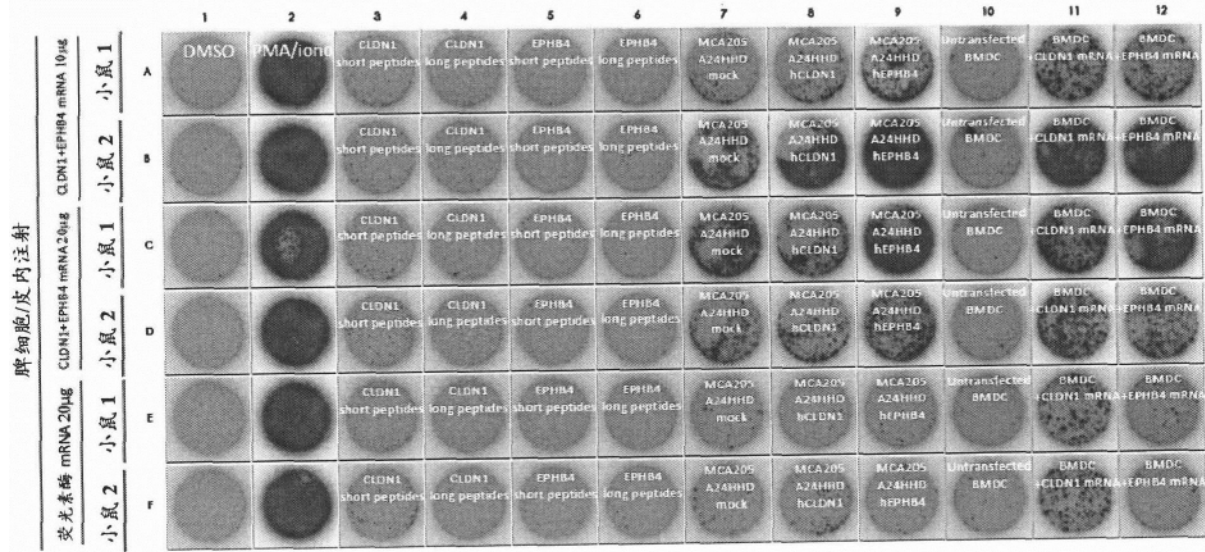 1 2 3 4 5 6 7 8 9 10 11 12
脾细胞/皮内注射
CLDN1+EPHB4 mRNA 10μg
小鼠 1
A
DMSO
PMA/iono
CLDN1
short peptides
CLDN1
long peptides
EPHB4
short peptides
EPHB4
long peptides
MCA205
A24HHD
mock
MCA205
A24HHD
hCLDN1
MCA205
A24HHD
hEPHB4
Untransfected
BMDC
BMDC
+CLDN1 mRNA
BMDC
+EPHB4 mRNA
小鼠 2
B
CLDN1
short peptides
CLDN1
long peptides
EPHB4
short peptides
EPHB4
long peptides
MCA205
A24HHD
mock
MCA205
A24HHD
hCLDN1
MCA205
A24HHD
hEPHB4
Untransfected
BMDC
BMDC
+CLDN1 mRNA
BMDC
+EPHB4 mRNA
CLDN1+EPHB4 mRNA 20μg
小鼠 1
C
CLDN1
short peptides
CLDN1
long peptides
EPHB4
short peptides
EPHB4
long peptides
MCA205
A24HHD
mock
MCA205
A24HHD
hCLDN1
MCA205
A24HHD
hEPHB4
Untransfected
BMDC
BMDC
+CLDN1 mRNA
BMDC
+EPHB4 mRNA
小鼠 2
D
CLDN1
short peptides
CLDN1
long peptides
EPHB4
short peptides
EPHB4
long peptides
MCA205
A24HHD
mock
MCA205
A24HHD
hCLDN1
MCA205
A24HHD
hEPHB4
Untransfected
BMDC
BMDC
+CLDN1 mRNA
BMDC
+EPHB4 mRNA
荧光素酶 mRNA 20μg
小鼠 1
E
CLDN1
short peptides
CLDN1
long peptides
EPHB4
short peptides
EPHB4
long peptides
MCA205
A24HHD
mock
MCA205
A24HHD
hCLDN1
MCA205
A24HHD
hEPHB4
Untransfected
BMDC
BMDC
+CLDN1 mRNA
BMDC
+EPHB4 mRNA
小鼠 2
F
CLDN1
short peptides
CLDN1
long peptides
EPHB4
short peptides
EPHB4
long peptides
MCA205
A24HHD
mock
MCA205
A24HHD
hCLDN1
MCA205
A24HHD
hEPHB4
Untransfected
BMDC
BMDC
+CLDN1 mRNA
BMDC
+EPHB4 mRNA